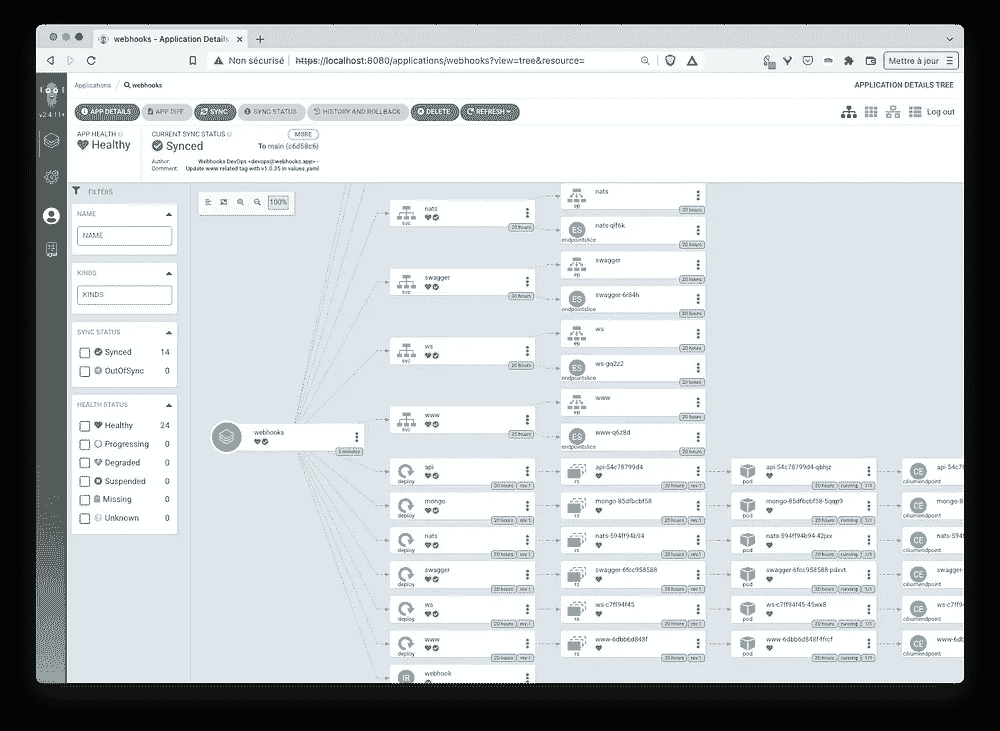 webhooks - Application Details
Non sécurisé
https://localhost:8080/applications/webhooks?view=tree&resource=
Mettre à jour
Applications
webhooks
APPLICATION DETAILS TREE
APP DETAILS
APP DIFF
SYNC
SYNC STATUS
HISTORY AND ROLLBACK
DELETE
REFRESH
Log out
APP HEALTH
Healthy
CURRENT SYNC STATUS
MORE
Synced
To main (c6d58c6)
Author: Webhooks DevOps <devops@webhooks.app> -
Comment: Update www related tag with v1.0.35 in values.yaml
FILTERS
NAME
NAME
KINDS
KINDS
SYNC STATUS
Synced 14
OutOfSync 0
HEALTH STATUS
Healthy 24
Progressing 0
Degraded 0
Suspended 0
Missing 0
Unknown 0
100%
webhooks
3 minutes
nats
svc
20 hours
nats
ep
20 hours
ES
nats-qlf6k
endpointslice
20 hours
swagger
svc
20 hours
swagger
ep
20 hours
ES
swagger-6r84h
endpointslice
20 hours
ws
svc
20 hours
ws
ep
20 hours
ES
ws-gq2z2
endpointslice
20 hours
www
svc
20 hours
www
ep
20 hours
ES
www-q6z8d
endpointslice
20 hours
api
deploy
20 hours rev:1
api-54c78799d4
rs
20 hours rev:1
api-54c78799d4-qbhjz
pod
20 hours running 1/1
CE
ciliumendpoint
mongo
deploy
20 hours rev:1
mongo-85dfbcbf58
rs
20 hours rev:1
mongo-85dfbcbf58-5qqp9
pod
20 hours running 1/1
CE
mongo-8
ciliumendpoint
nats
deploy
20 hours rev:1
nats-594ff94b94
rs
20 hours rev:1
nats-594ff94b94-42jxx
pod
20 hours running 1/1
CE
ciliumendpoint
swagger
deploy
20 hours rev:1
swagger-6fcc958588
rs
20 hours rev:1
swagger-6fcc958588-pdxvt
pod
20 hours running 1/1
CE
swagger-
ciliumendpoint
ws
deploy
20 hours rev:1
ws-c7ff94f45
rs
20 hours rev:1
ws-c7ff94f45-45wx8
pod
20 hours running 1/1
CE
ciliumendpoint
www
deploy
20 hours rev:1
www-6dbb6d848f
rs
20 hours rev:1
www-6dbb6d848f-ffrcf
pod
20 hours running 1/1
CE
ciliumendpoint
IR
webhook